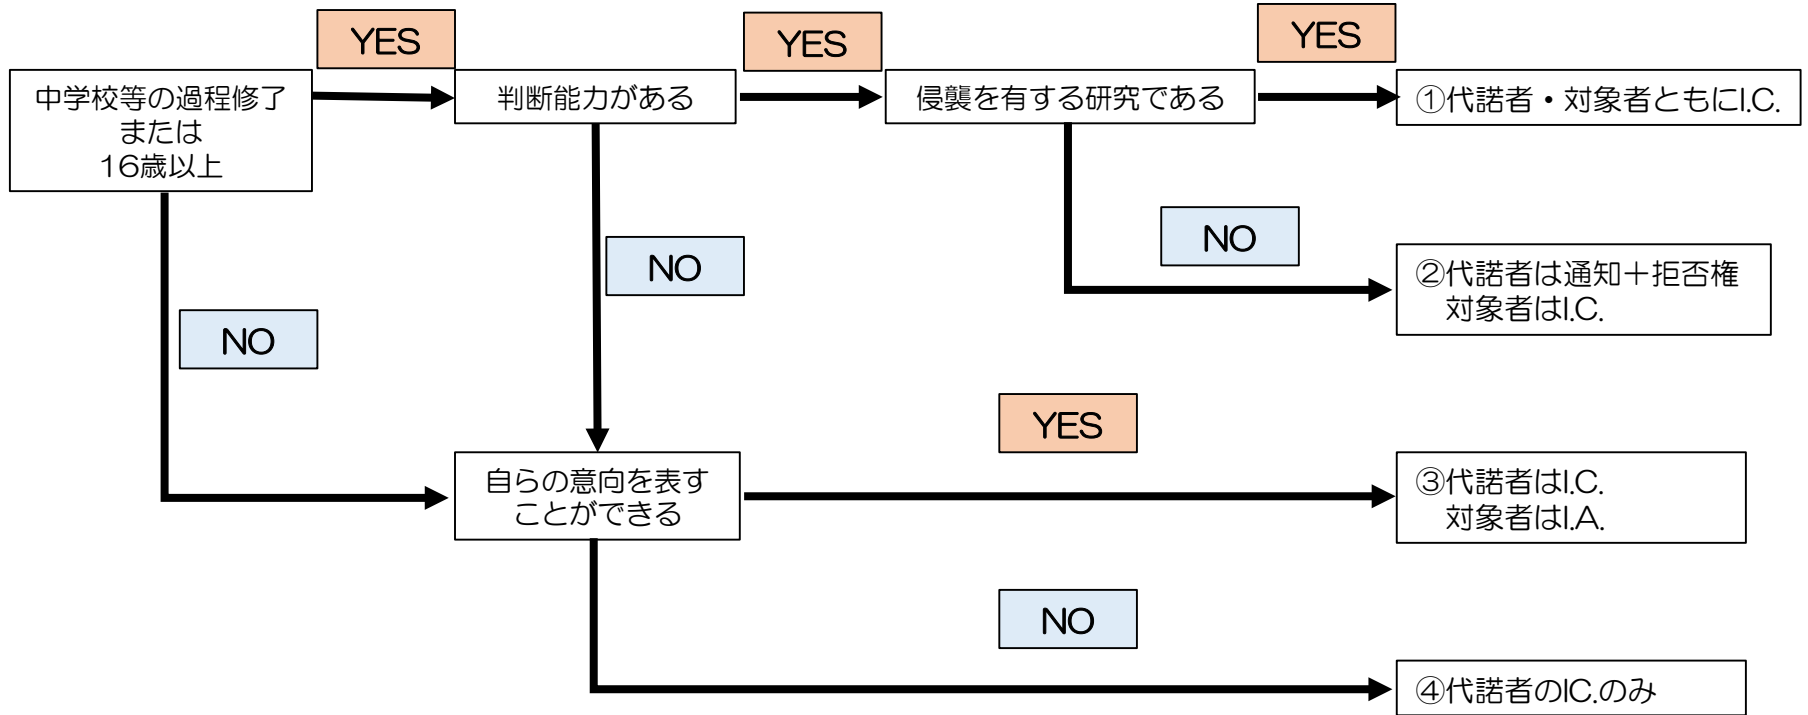 YES
YES
YES
中学校等の過程修了
または
16歳以上
判断能力がある
侵襲を有する研究である
①代諾者・対象者ともにI.C.
NO
NO
②代諾者は通知＋拒否権
対象者はI.C.
NO
YES
自らの意向を表す
ことができる
③代諾者はI.C.
対象者はI.A.
NO
④代諾者のIC.のみ